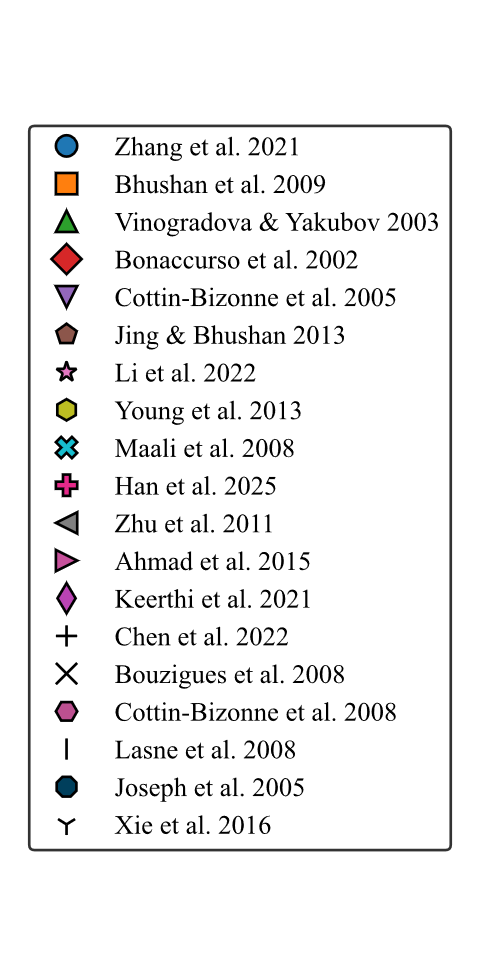 Zhang et al. 2021
Bhushan et al. 2009
Vinogradova & Yakubov 2003
Bonaccurso et al. 2002
Cottin-Bizonne et al. 2005
Jing & Bhushan 2013
Li et al. 2022
Young et al. 2013
Maali et al. 2008
Han et al. 2025
Zhu et al. 2011
Ahmad et al. 2015
Keerthi et al. 2021
Chen et al. 2022
Bouzigues et al. 2008
Cottin-Bizonne et al. 2008
Lasne et al. 2008
Joseph et al. 2005
Xie et al. 2016